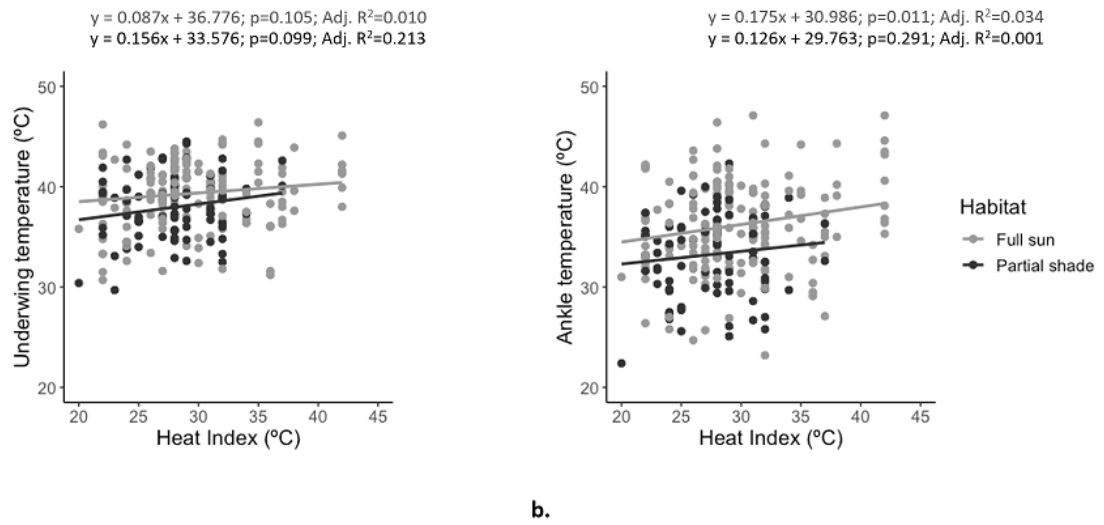 y = 0.087x + 36.776; p=0.105; Adj. R²=0.010
y = 0.156x + 33.576; p=0.099; Adj. R²=0.213
50
40
30
20
Underwing temperature (ºC)
20 25 30 35 40 45
Heat Index (ºC)
y = 0.175x + 30.986; p=0.011; Adj. R²=0.034
y = 0.126x + 29.763; p=0.291; Adj. R²=0.001
50
40
30
20
Ankle temperature (ºC)
20 25 30 35 40 45
Heat Index (ºC)
Habitat
Full sun
Partial shade
b.